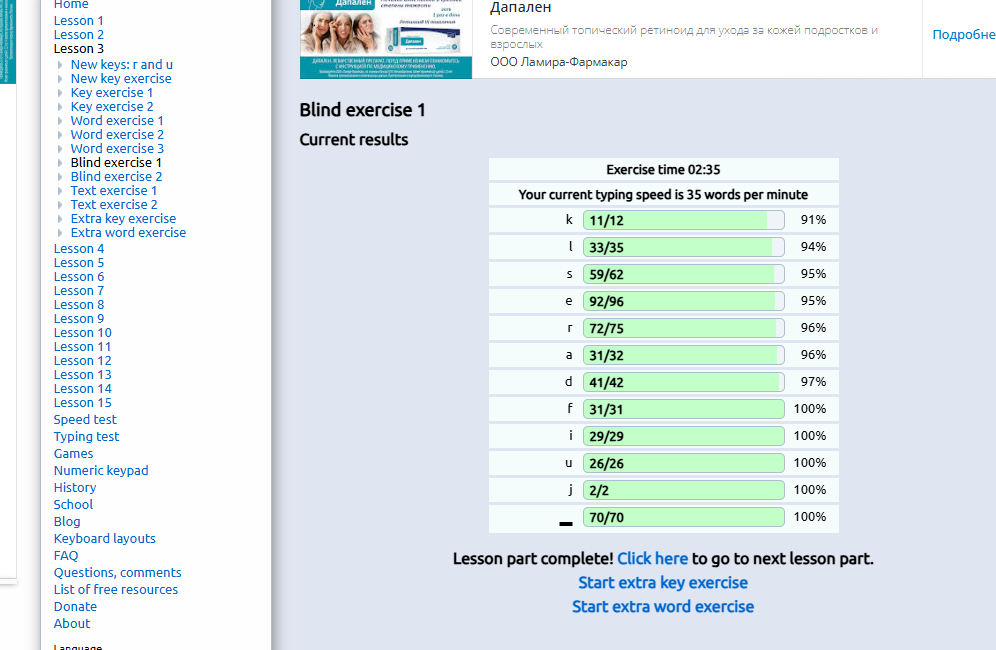 Home
Lesson 1
Lesson 2
Lesson 3
New keys: r and u
New key exercise
Key exercise 1
Key exercise 2
Word exercise 1
Word exercise 2
Word exercise 3
Blind exercise 1
Blind exercise 2
Text exercise 1
Text exercise 2
Extra key exercise
Extra word exercise
Lesson 4
Lesson 5
Lesson 6
Lesson 7
Lesson 8
Lesson 9
Lesson 10
Lesson 11
Lesson 12
Lesson 13
Lesson 14
Lesson 15
Speed test
Typing test
Games
Numeric keypad
History
School
Blog
Keyboard layouts
FAQ
Questions, comments
List of free resources
Donate
About
Language
Дапален
1 раз в день
Дапален
Дапален
Современный топический ретиноид для ухода за кожей подростков и
взрослых
ООО Ламира-Фармакар
Подробне
Blind exercise 1
Current results
Exercise time 02:35
Your current typing speed is 35 words per minute
k 11/12 91%
l 33/35 94%
s 59/62 95%
e 92/96 95%
r 72/75 96%
a 31/32 96%
d 41/42 97%
f 31/31 100%
i 29/29 100%
u 26/26 100%
j 2/2 100%
_ 70/70 100%
Lesson part complete! Click here to go to next lesson part.
Start extra key exercise
Start extra word exercise